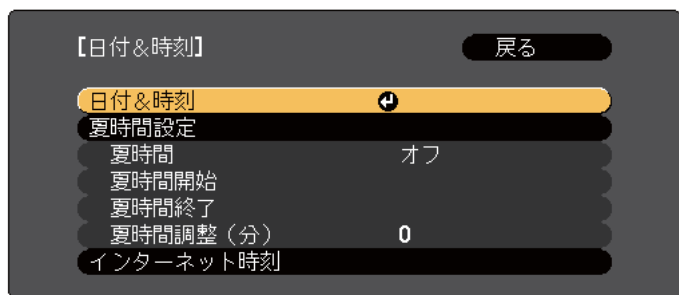 【日付&時刻】 戻る
日付&時刻
夏時間設定
夏時間 オフ
夏時間開始
夏時間終了
夏時間調整（分） 0
インターネット時刻